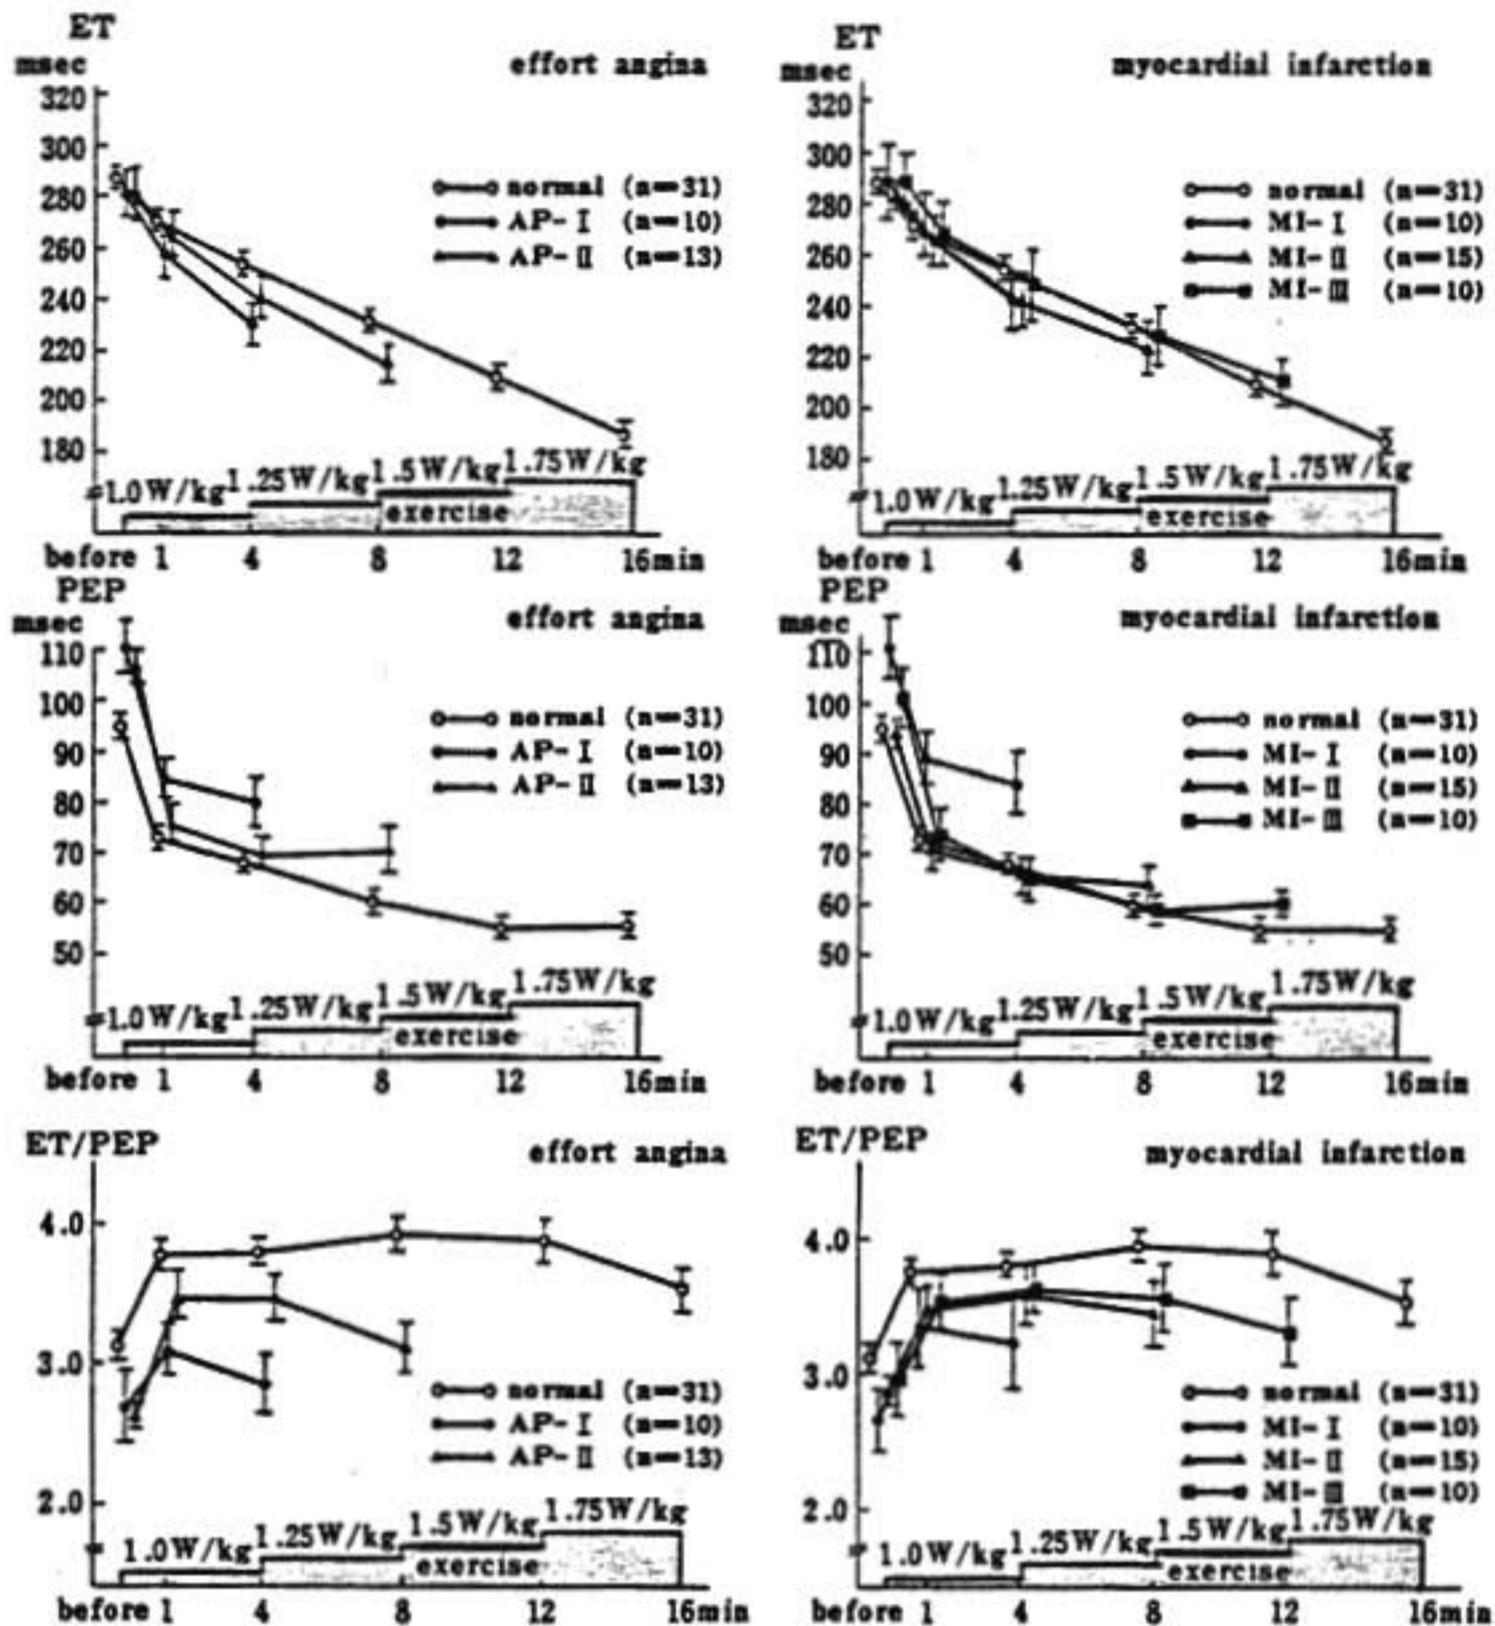 ET
msec
effort angina
320
300
280
260
240
220
200
180
normal (n=31)
AP-I (n=10)
AP-II (n=13)
1.0W/kg 1.25W/kg 1.5W/kg 1.75W/kg
exercise
before 1 4 8 12 16min
ET
msec
myocardial infarction
320
300
280
260
240
220
200
180
normal (n=31)
MI-I (n=10)
MI-II (n=15)
MI-III (n=10)
1.0W/kg 1.25W/kg 1.5W/kg 1.75W/kg
exercise
before 1 4 8 12 16min
PEP
msec
effort angina
110
100
90
80
70
60
50
normal (n=31)
AP-I (n=10)
AP-II (n=13)
1.0W/kg 1.25W/kg 1.5W/kg 1.75W/kg
exercise
before 1 4 8 12 16min
PEP
msec
myocardial infarction
110
100
90
80
70
60
50
normal (n=31)
MI-I (n=10)
MI-II (n=15)
MI-III (n=10)
1.0W/kg 1.25W/kg 1.5W/kg 1.75W/kg
exercise
before 1 4 8 12 16min
ET/PEP
effort angina
4.0
3.0
2.0
normal (n=31)
AP-I (n=10)
AP-II (n=13)
1.0W/kg 1.25W/kg 1.5W/kg 1.75W/kg
exercise
before 1 4 8 12 16min
ET/PEP
myocardial infarction
4.0
3.0
2.0
normal (n=31)
MI-I (n=10)
MI-II (n=15)
MI-III (n=10)
1.0W/kg 1.25W/kg 1.5W/kg 1.75W/kg
exercise
before 1 4 8 12 16min